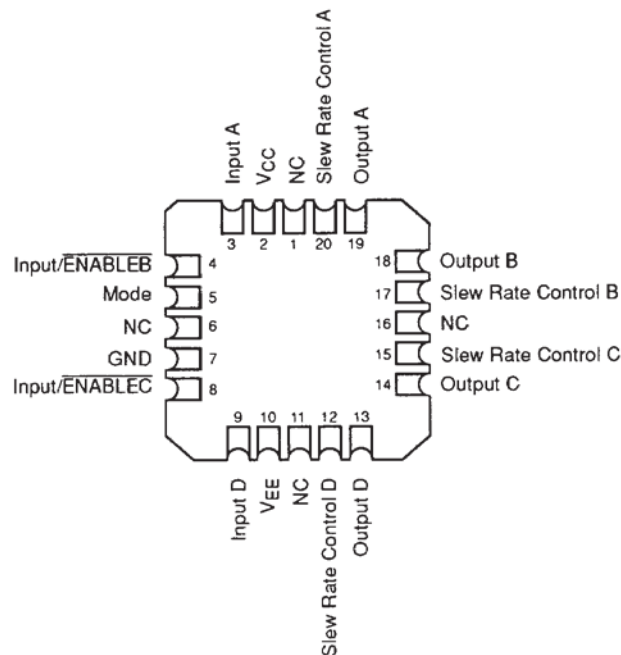 Input A
VCC
NC
Slew Rate Control A
Output A
3 2 1 20 19
Input/ENABLEB 4
Mode 5
NC 6
GND 7
Input/ENABLEC 8
18 Output B
17 Slew Rate Control B
16 NC
15 Slew Rate Control C
14 Output C
9 10 11 12 13
Input D
VEE
NC
Slew Rate Control D
Output D